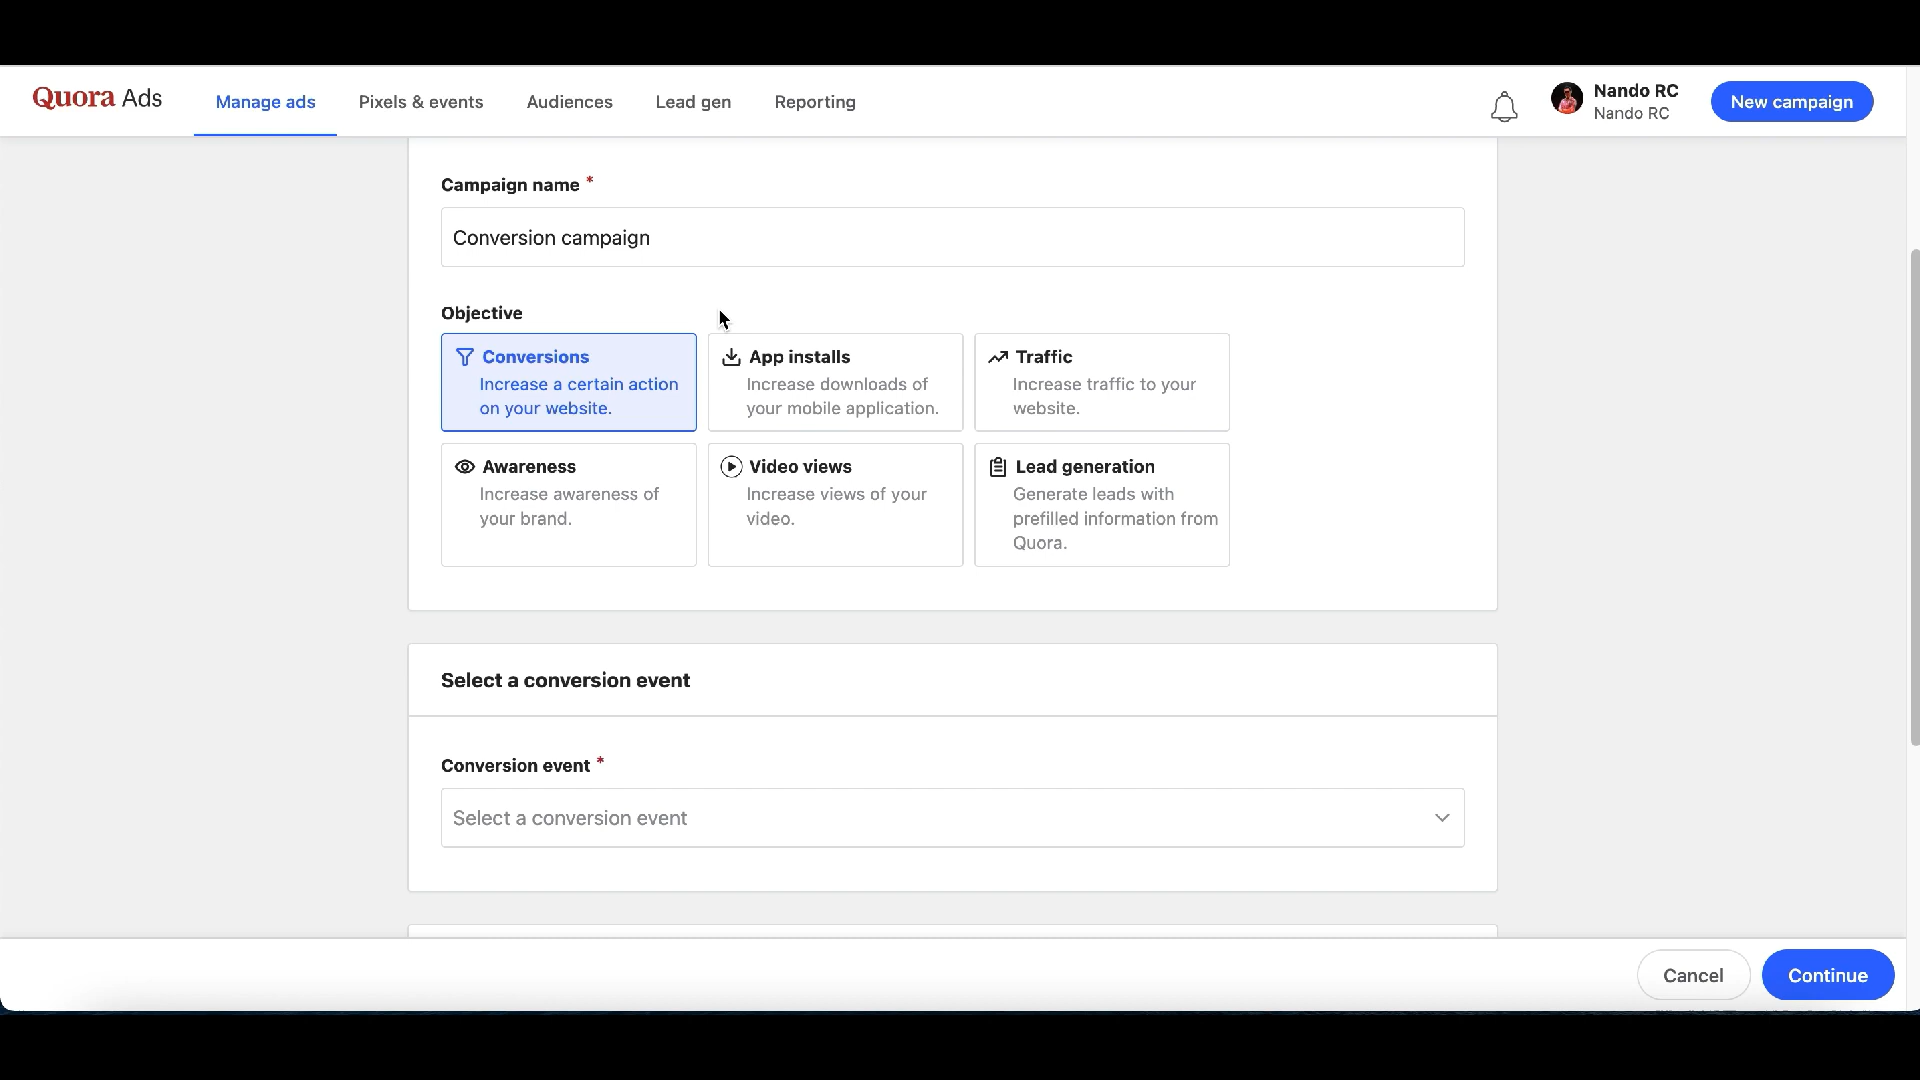 Quora Ads
Manage ads
Pixels & events
Audiences
Lead gen
Reporting
Nando RC
Nando RC
New campaign
Campaign name *
Conversion campaign
Objective
Conversions
Increase a certain action
on your website.
App installs
Increase downloads of
your mobile application.
Traffic
Increase traffic to your
website.
Awareness
Increase awareness of
your brand.
Video views
Increase views of your
video.
Lead generation
Generate leads with
prefilled information from
Quora.
Select a conversion event
Conversion event *
Select a conversion event
Cancel
Continue